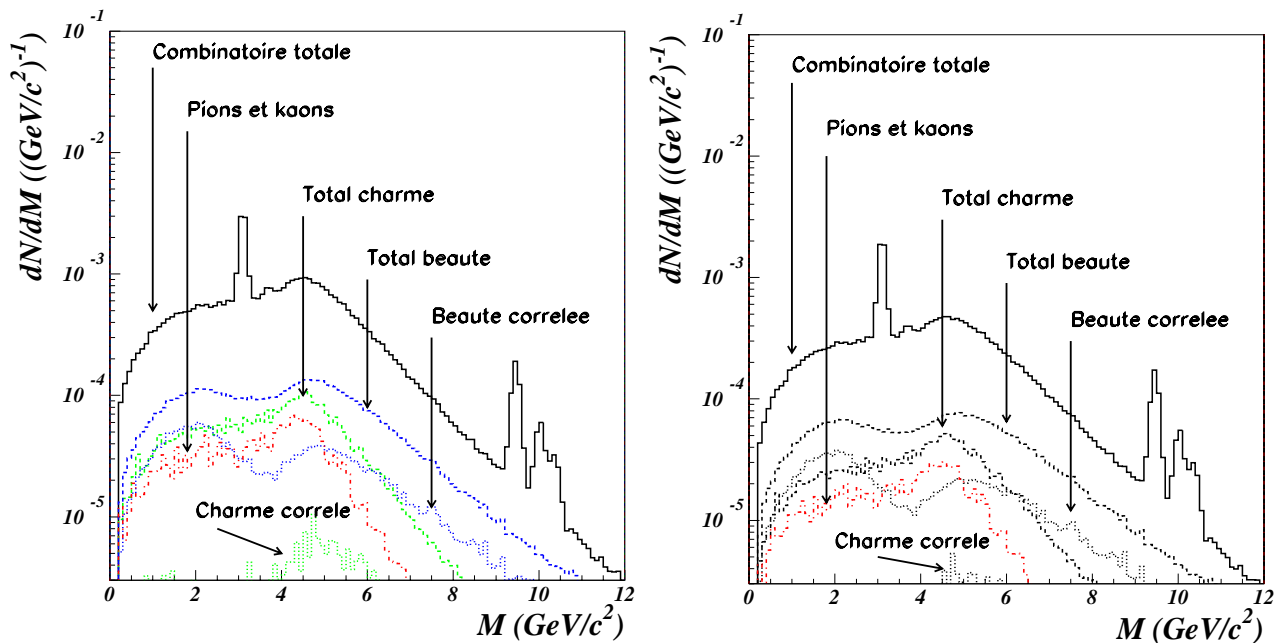 dN/dM ((GeV/c²)⁻¹)
10⁻¹
10⁻²
10⁻³
10⁻⁴
10⁻⁵
Combinatoire totale
Pions et kaons
Total charme
Total beaute
Beaute correlee
Charme correle
0 2 4 6 8 10 12
M (GeV/c²)
dN/dM ((GeV/c²)⁻¹)
10⁻¹
10⁻²
10⁻³
10⁻⁴
10⁻⁵
Combinatoire totale
Pions et kaons
Total charme
Total beaute
Beaute correlee
Charme correle
0 2 4 6 8 10 12
M (GeV/c²)